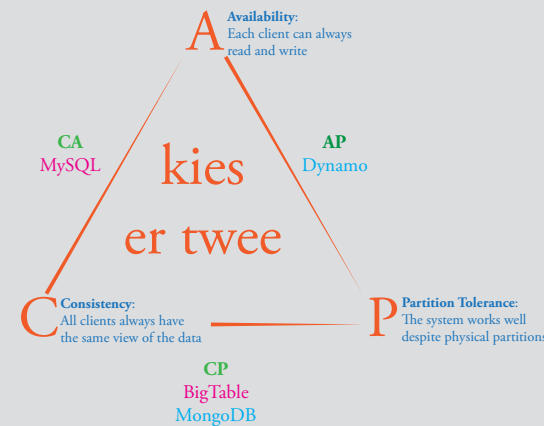 A
Availability:
Each client can always
read and write
CA
MySQL
AP
Dynamo
kies
er twee
C
Consistency:
All clients always have
the same view of the data
P
Partition Tolerance:
The system works well
despite physical partitions
CP
BigTable
MongoDB